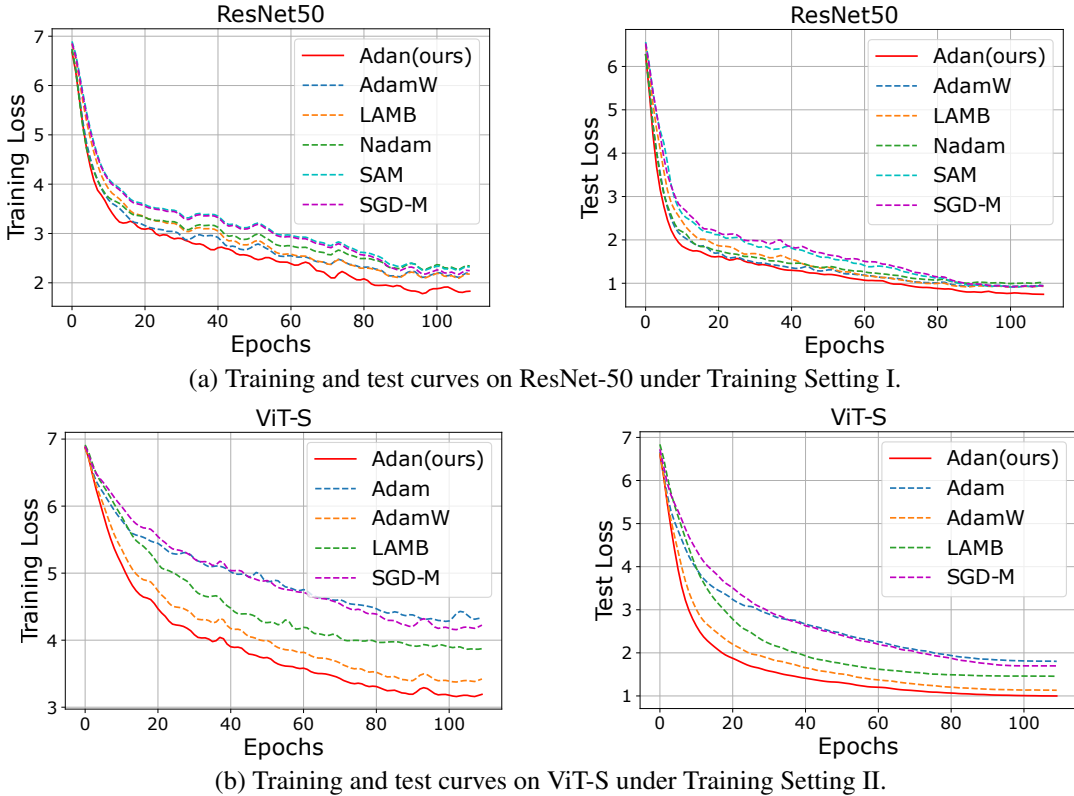 ResNet50
7
6
5
4
3
2
Training Loss
0 20 40 60 80 100
Epochs
Adan(ours)
AdamW
LAMB
Nadam
SAM
SGD-M
ResNet50
6
5
4
3
2
1
Test Loss
0 20 40 60 80 100
Epochs
Adan(ours)
AdamW
LAMB
Nadam
SAM
SGD-M
(a) Training and test curves on ResNet-50 under Training Setting I.
ViT-S
7
6
5
4
3
Training Loss
0 20 40 60 80 100
Epochs
Adan(ours)
Adam
AdamW
LAMB
SGD-M
ViT-S
7
6
5
4
3
2
1
Test Loss
0 20 40 60 80 100
Epochs
Adan(ours)
Adam
AdamW
LAMB
SGD-M
(b) Training and test curves on ViT-S under Training Setting II.